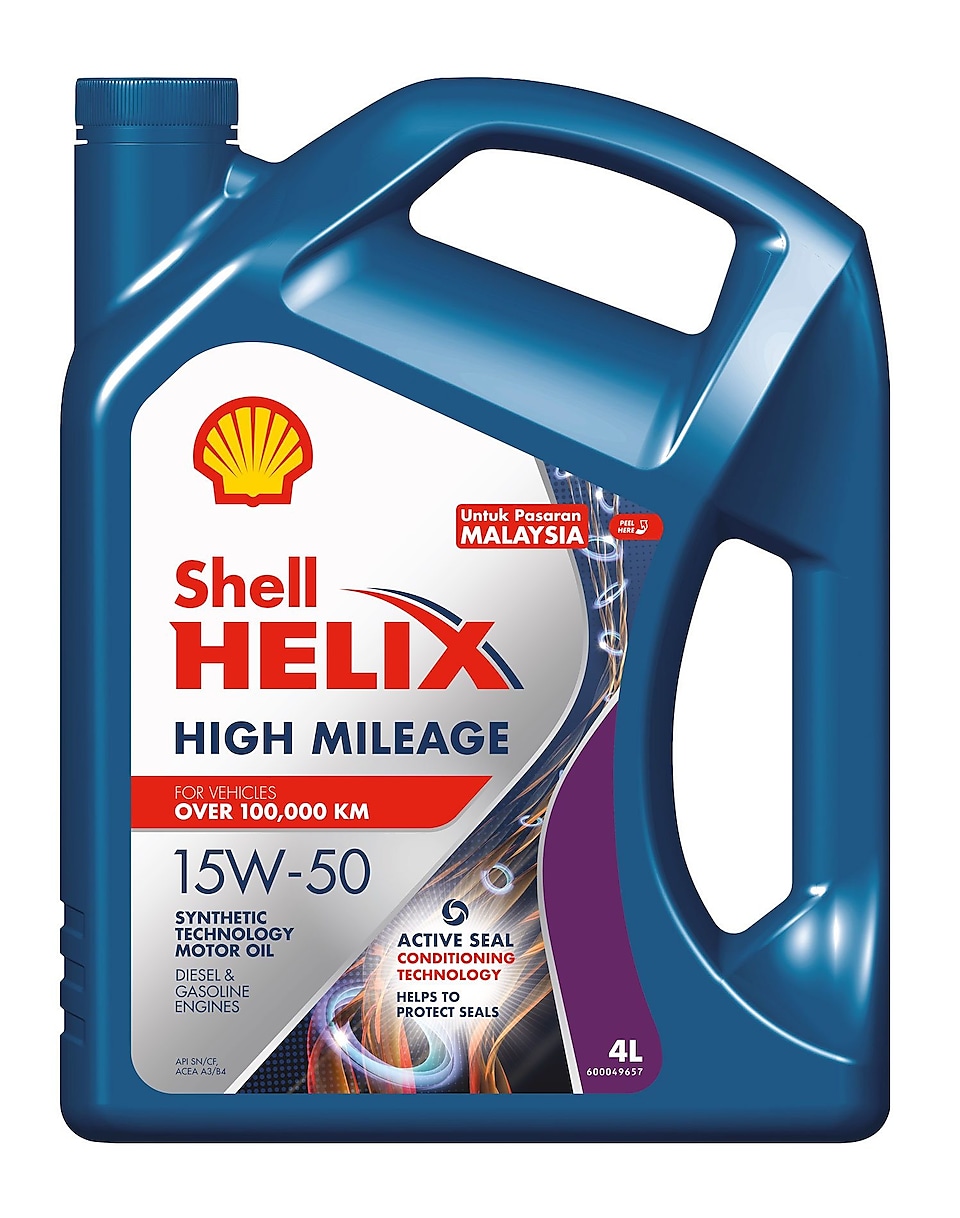 Untuk Pasaran
MALAYSIA
PEEL
HERE
Shell
HELIX
HIGH MILEAGE
FOR VEHICLES
OVER 100,000 KM
15W-50
SYNTHETIC
TECHNOLOGY
MOTOR OIL
DIESEL &
GASOLINE
ENGINES
API SN/CF,
ACEA A3/B4
ACTIVE SEAL
CONDITIONING
TECHNOLOGY
HELPS TO
PROTECT SEALS
4L
600049657